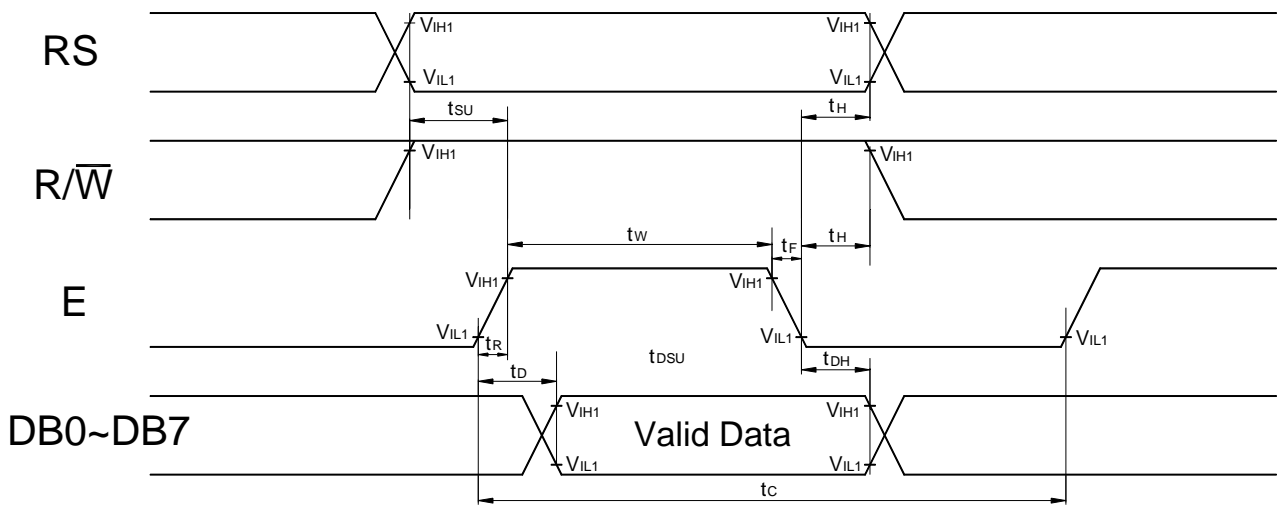 VIH1 VIH1
RS
VIL1 VIL1
tSU tH
VIH1 VIH1
R/W̅
tW tF tH
VIH1 VIH1
E
VIL1 VIL1 VIL1
tR tDSU tDH
tD
VIH1 VIH1
DB0~DB7 Valid Data
VIL1 VIL1
tC